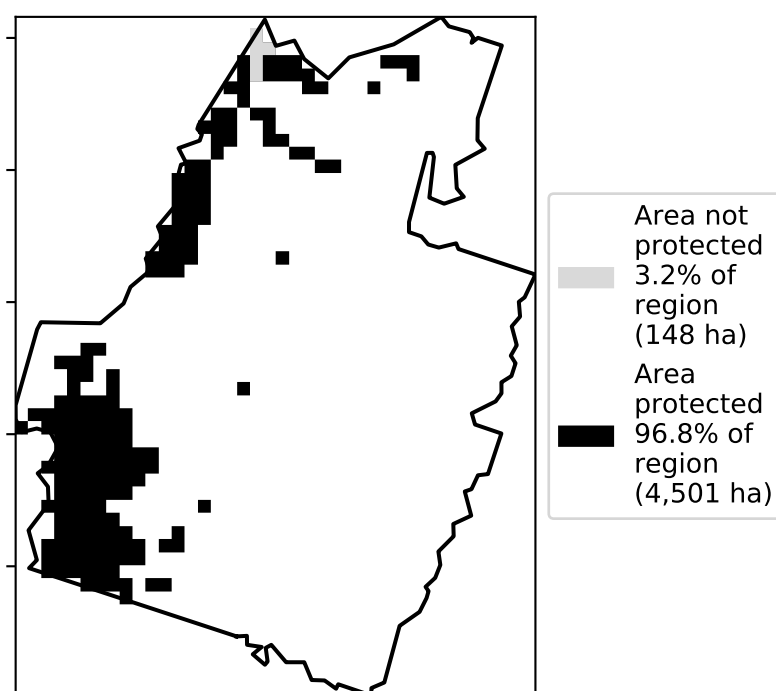 Area not
protected
3.2% of
region
(148 ha)
Area
protected
96.8% of
region
(4,501 ha)